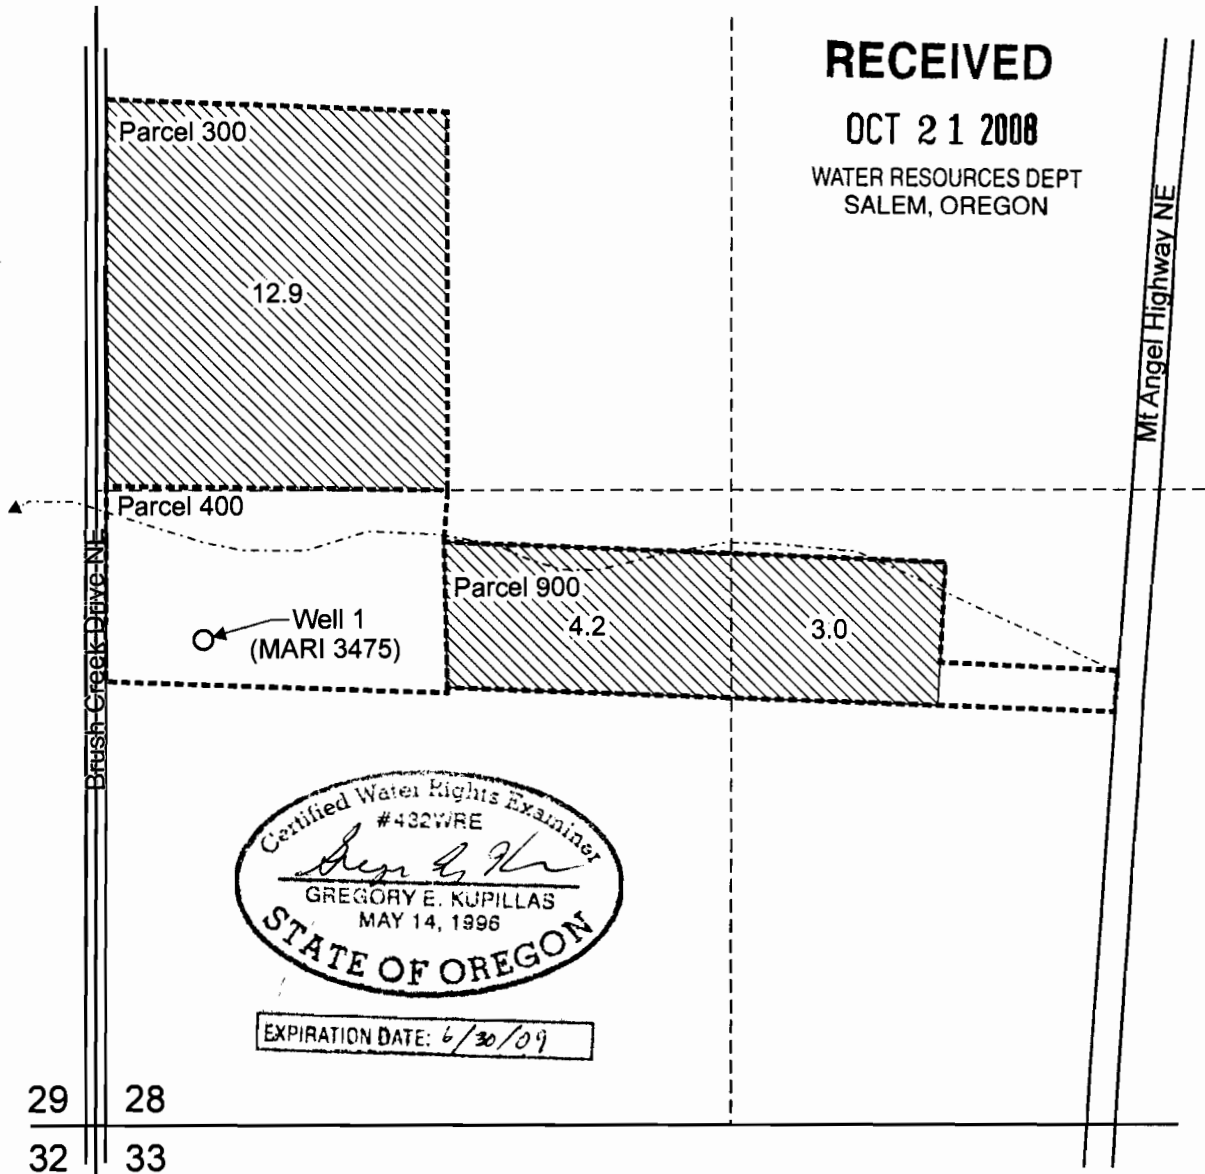 RECEIVED
OCT 21 2008
WATER RESOURCES DEPT
SALEM, OREGON
Mt Angel Highway NE
Parcel 300
12.9
Parcel 400
Brush Creek Drive NE
Well 1
(MARI 3475)
Parcel 900
4.2
3.0
Certified Water Rights Examiner
#432WRE
GREGORY E. KUPILLAS
MAY 14, 1996
STATE OF OREGON
EXPIRATION DATE: 6/30/09
29 28
32 33